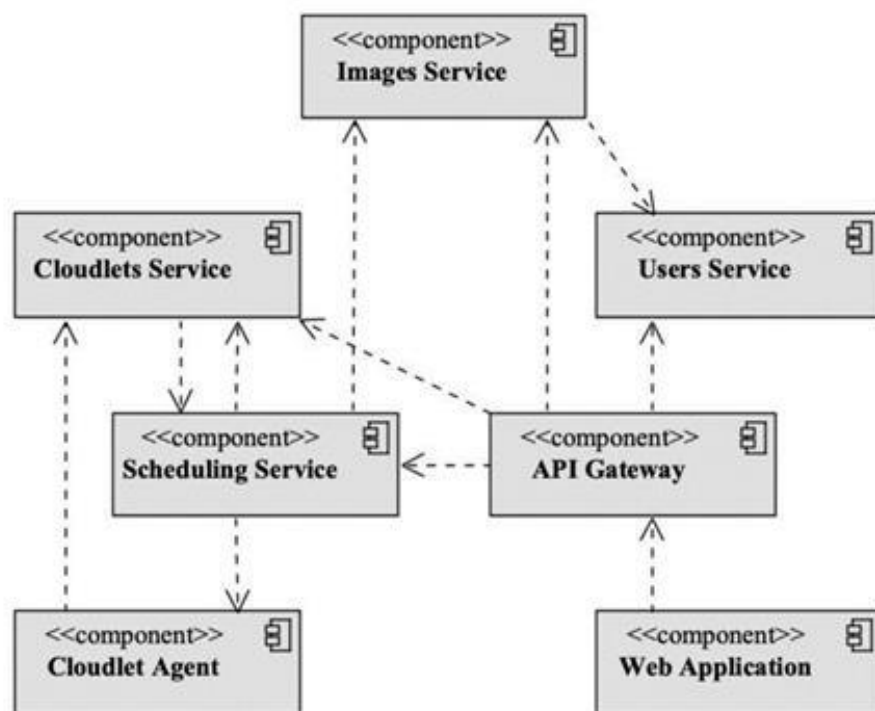 <<component>>
Images Service
<<component>>
Cloudlets Service
<<component>>
Users Service
<<component>>
Scheduling Service
<<component>>
API Gateway
<<component>>
Cloudlet Agent
<<component>>
Web Application